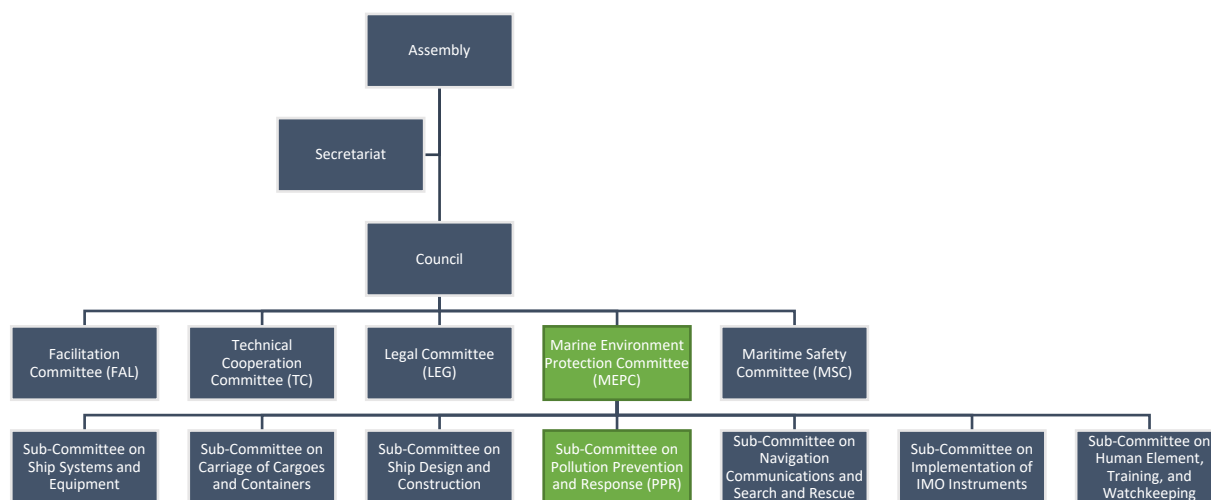 Assembly
Secretariat
Council
Facilitation
Committee (FAL)
Technical
Cooperation
Committee (TC)
Legal Committee
(LEG)
Marine Environment
Protection Committee
(MEPC)
Maritime Safety
Committee (MSC)
Sub-Committee on
Ship Systems and
Equipment
Sub-Committee on
Carriage of Cargoes
and Containers
Sub-Committee on
Ship Design and
Construction
Sub-Committee on
Pollution Prevention
and Response (PPR)
Sub-Committee on
Navigation
Communications and
Search and Rescue
Sub-Committee on
Implementation of
IMO Instruments
Sub-Committee on
Human Element,
Training, and
Watchkeeping